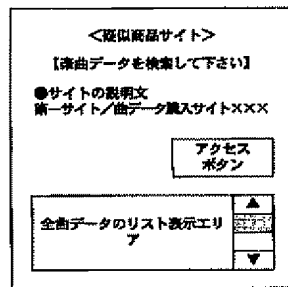 <疑似商品サイト>
【楽曲データを検索して下さい】
●サイトの説明文
第一サイト/曲データ購入サイト×××
アクセス
ボタン
全曲データのリスト表示エリ
ア
▲
▼